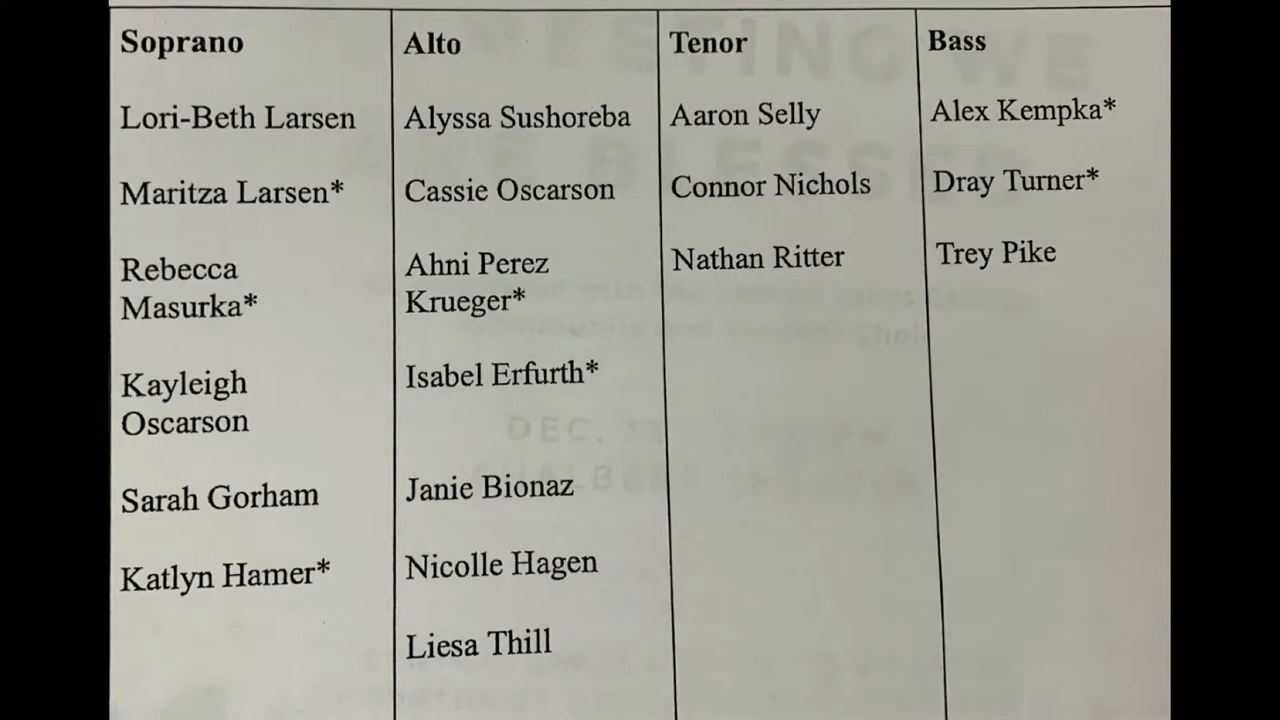 Soprano
Lori-Beth Larsen
Maritza Larsen*
Rebecca
Masurka*
Kayleigh
Oscarson
Sarah Gorham
Katlyn Hamer*
Alto
Alyssa Sushoreba
Cassie Oscarson
Ahni Perez
Krueger*
Isabel Erfurth*
Janie Bionaz
Nicolle Hagen
Liesa Thill
Tenor
Aaron Selly
Connor Nichols
Nathan Ritter
Bass
Alex Kempka*
Dray Turner*
Trey Pike